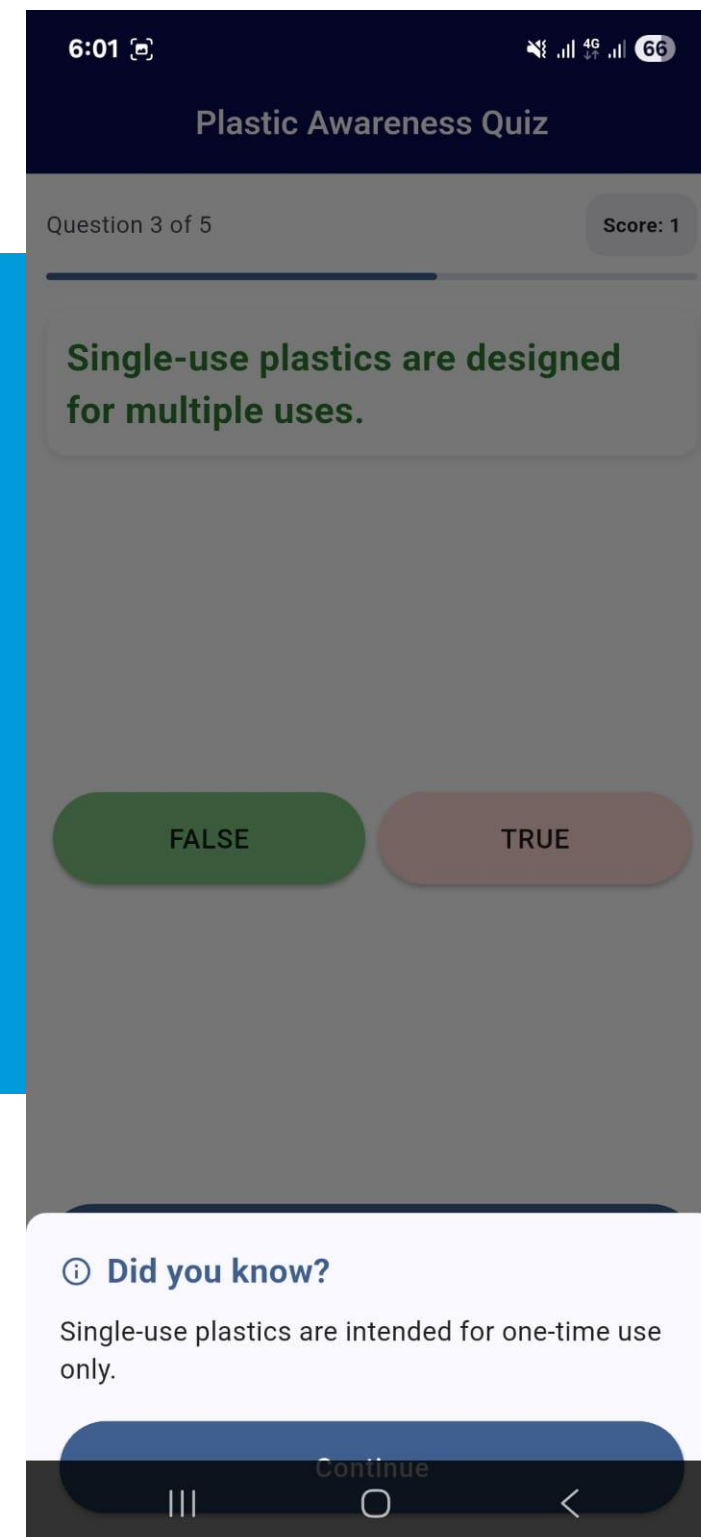 6:01
4G
66
Plastic Awareness Quiz
Question 3 of 5
Score: 1
Single-use plastics are designed
for multiple uses.
FALSE
TRUE
Did you know?
Single-use plastics are intended for one-time use
only.
Continue